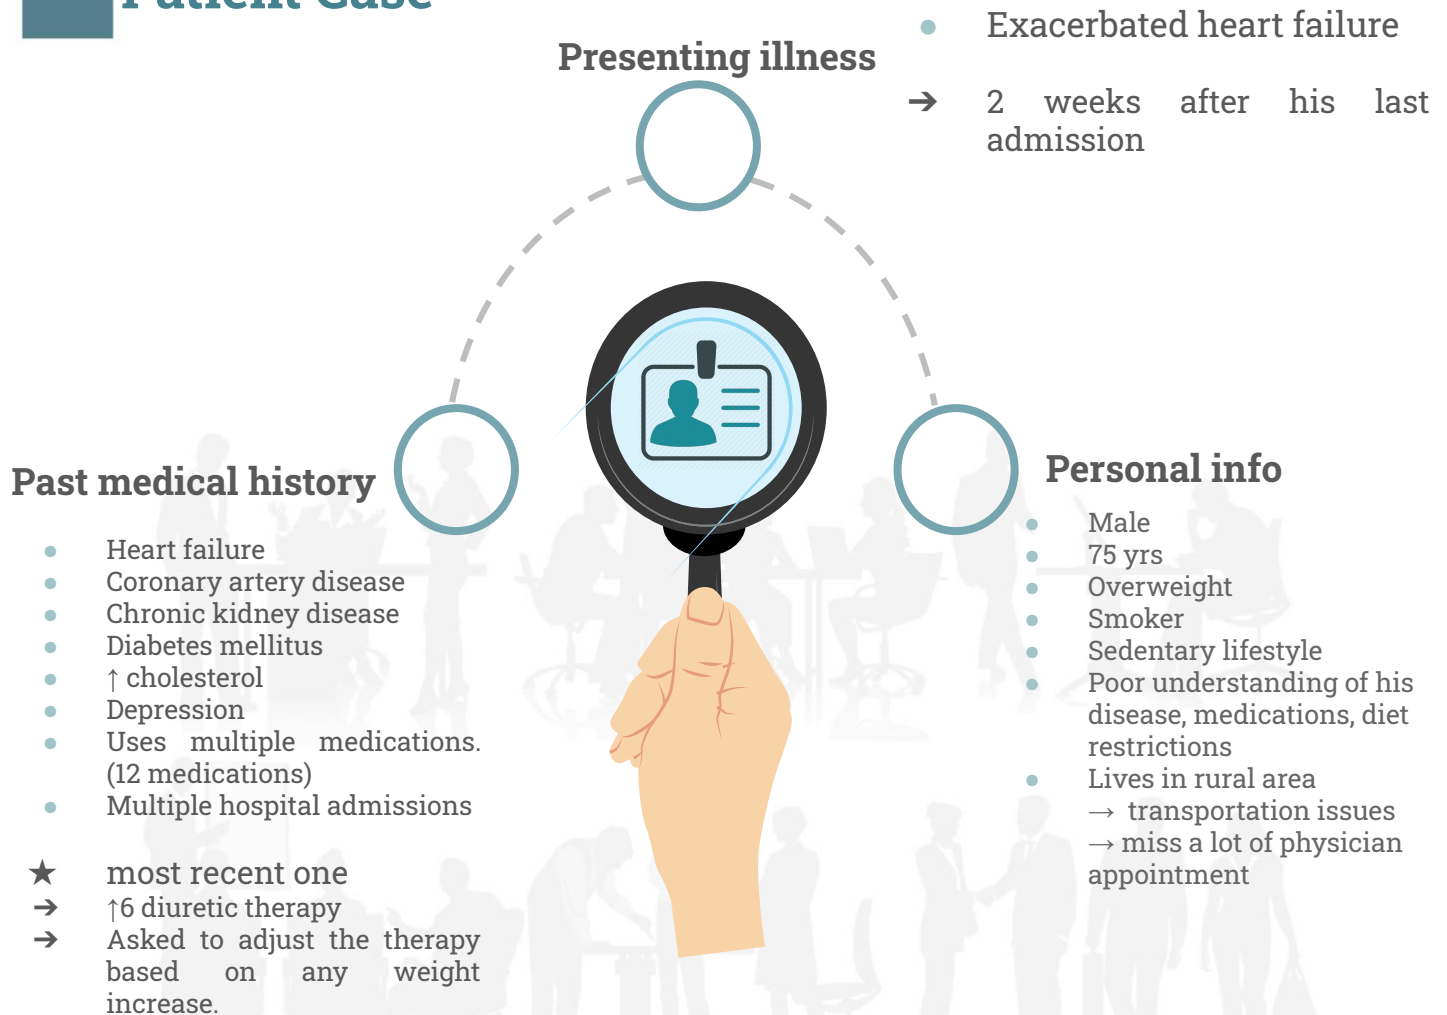 Patient Case
Presenting illness
● Exacerbated heart failure
➔ 2 weeks after his last
admission
Past medical history
● Heart failure
● Coronary artery disease
● Chronic kidney disease
● Diabetes mellitus
● ↑ cholesterol
● Depression
● Uses multiple medications.
(12 medications)
● Multiple hospital admissions
★ most recent one
➔ ↑6 diuretic therapy
➔ Asked to adjust the therapy
based on any weight
increase.
Personal info
● Male
● 75 yrs
● Overweight
● Smoker
● Sedentary lifestyle
● Poor understanding of his
disease, medications, diet
restrictions
● Lives in rural area
→ transportation issues
→ miss a lot of physician
appointment